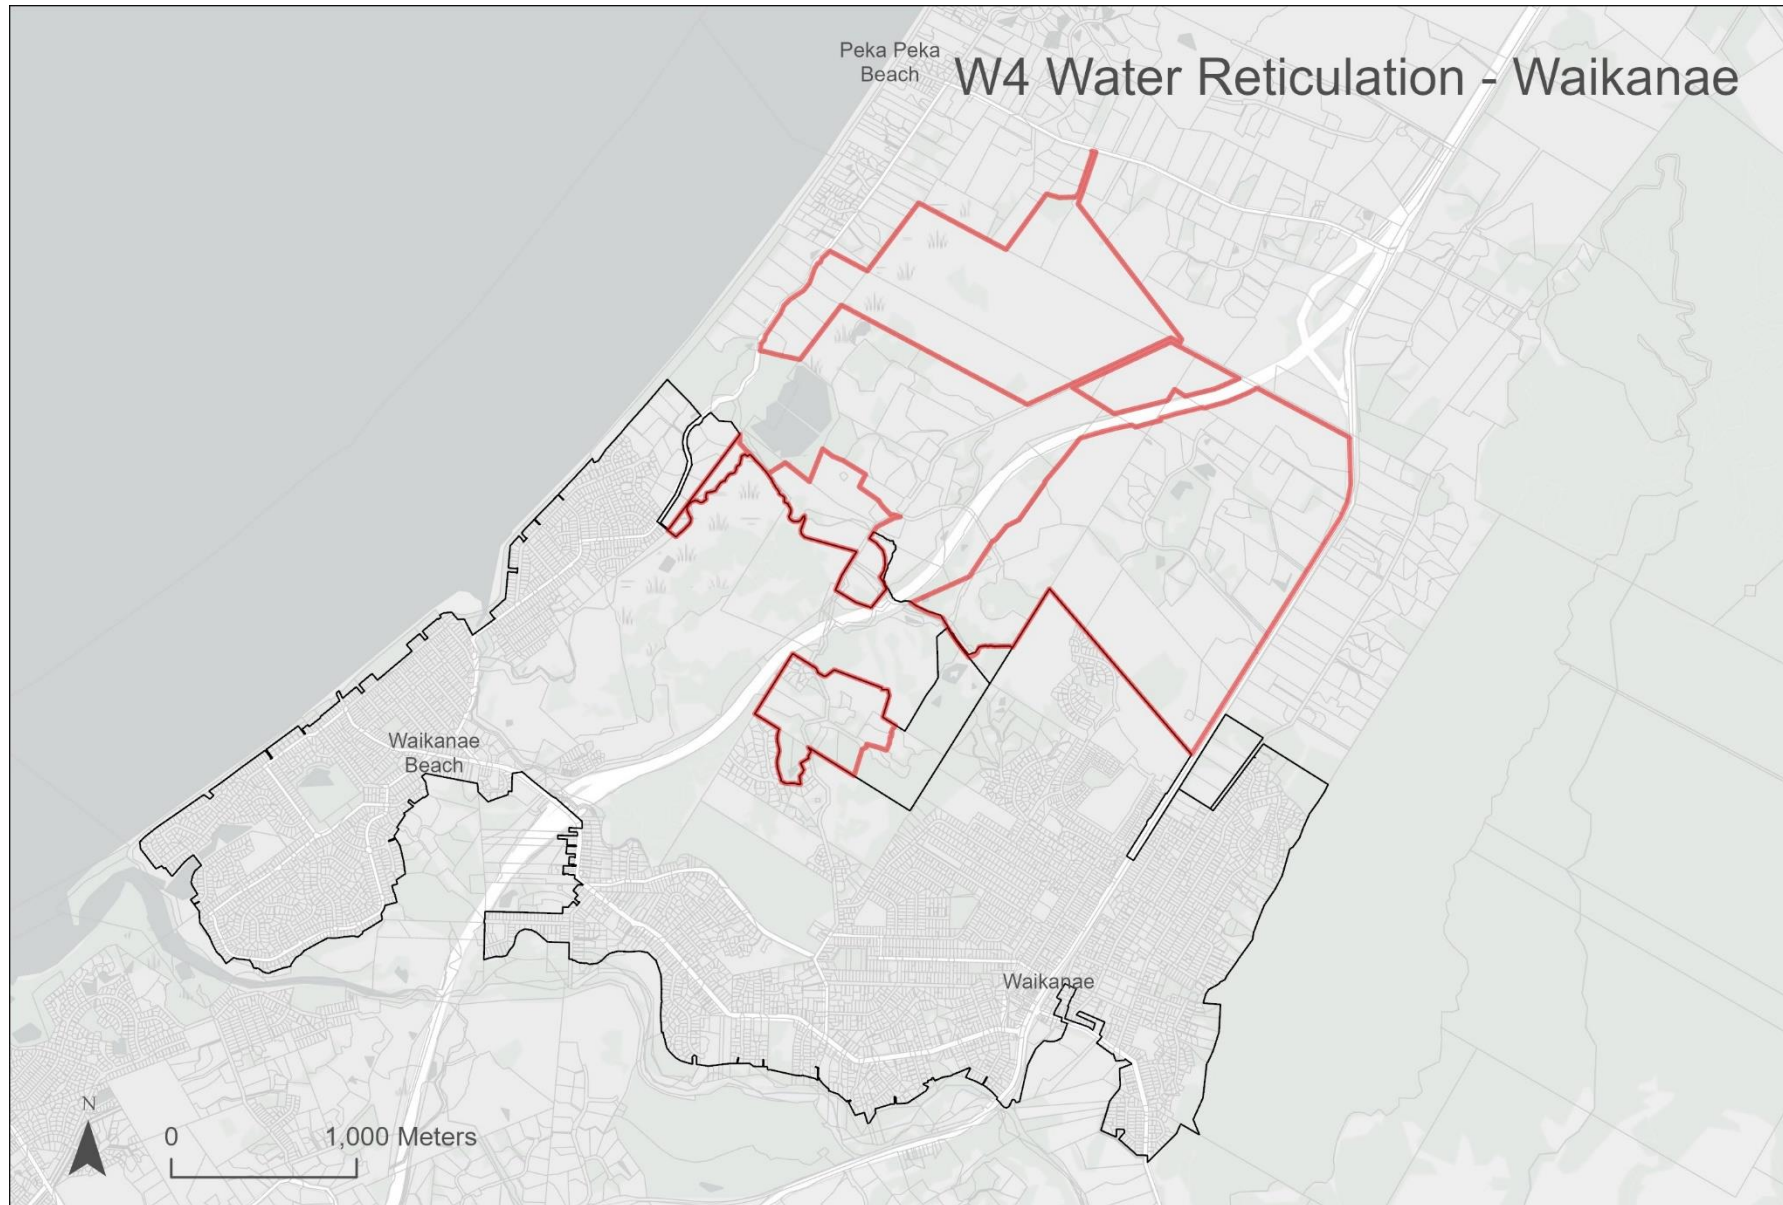 Peka Peka
Beach
W4 Water Reticulation - Waikanae
Waikanae
Beach
Waikanae
N
0
1,000 Meters